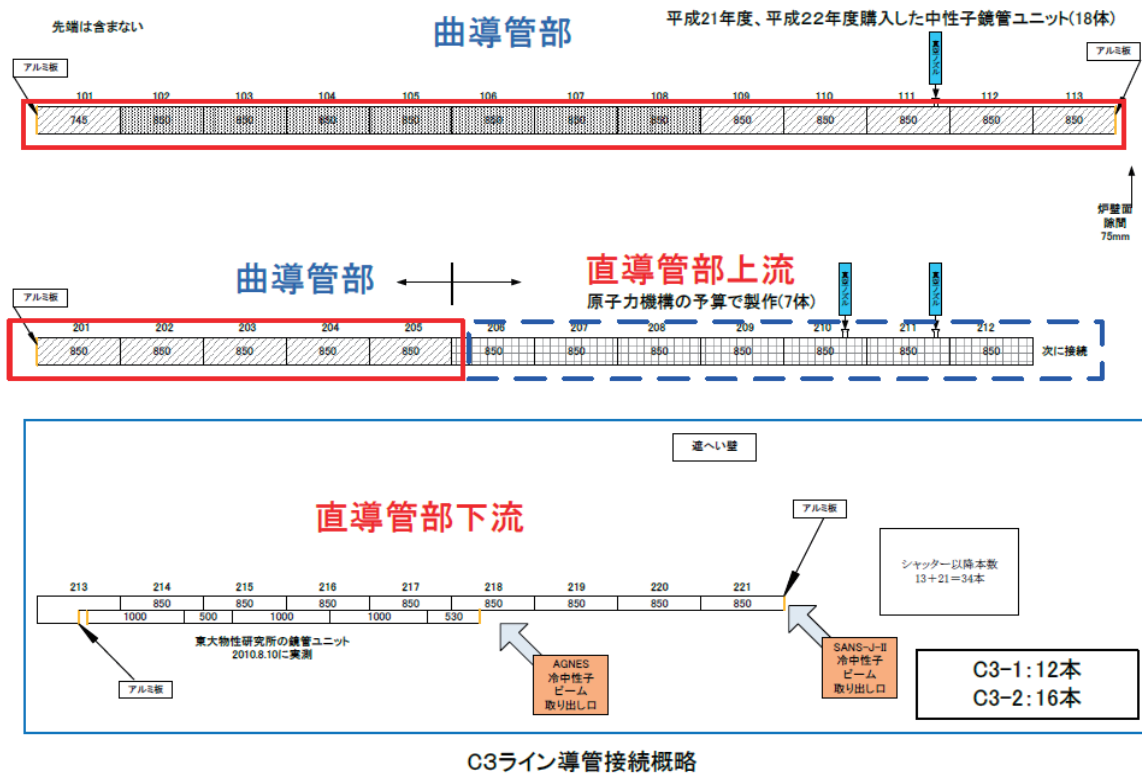 先端は含まない
曲導管部
平成21年度、平成22年度購入した中性子鏡管ユニット(18体)
アルミ板
真空ノズル
アルミ板
101 102 103 104 105 106 107 108 109 110 111 112 113
745 850 850 850 850 850 850 850 850 850 850 850 850
炉壁面
隙間
75mm
曲導管部
直導管部上流
原子力機構の予算で製作(7体)
アルミ板
真空ノズル
真空ノズル
201 202 203 204 205 206 207 208 209 210 211 212
850 850 850 850 850 850 850 850 850 850 850 850
次に接続
遮へい壁
直導管部下流
アルミ板
シャッター以降本数
13+21=34本
213 214 215 216 217 218 219 220 221
850 850 850 850 850 850 850 850
1000 500 1000 1000 530
東大物性研究所の鏡管ユニット
2010.8.10に実測
アルミ板
AGNES
冷中性子
ビーム
取り出し口
SANS-J-II
冷中性子
ビーム
取り出し口
C3-1:12本
C3-2:16本
C3ライン導管接続概略